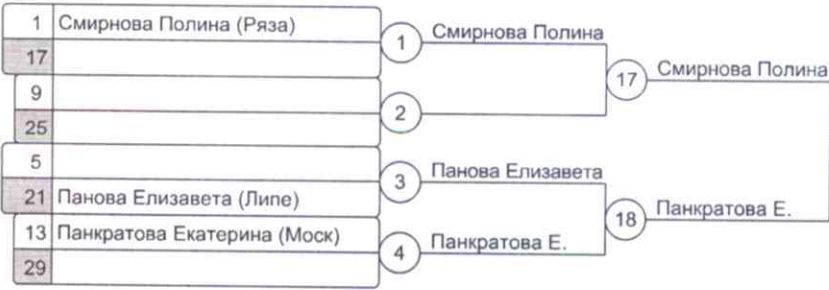 1 Смирнова Полина (Ряза)
17
9
25
5
21 Панова Елизавета (Липе)
13 Панкратова Екатерина (Моск)
29
1 Смирнова Полина
2
3 Панова Елизавета
4 Панкратова Е.
17 Смирнова Полина
18 Панкратова Е.